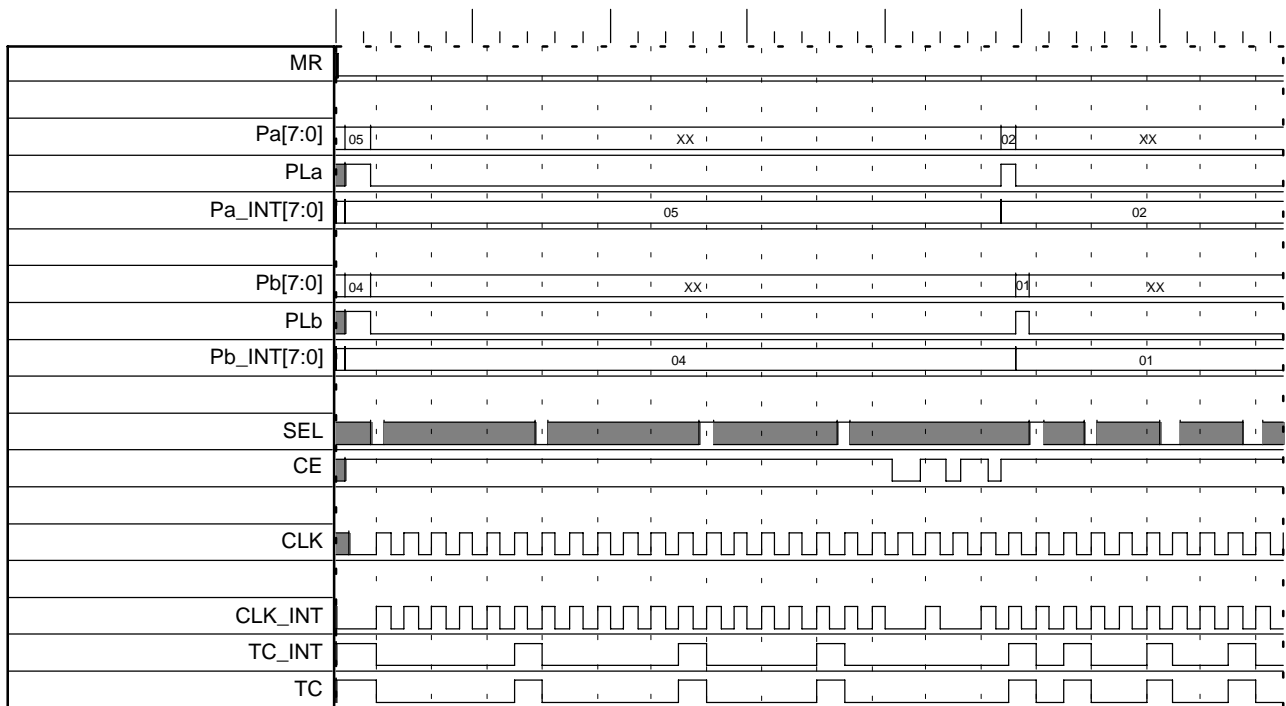 MR
Pa[7:0] 05 XX 02 XX
PLa
Pa_INT[7:0] 05 02
Pb[7:0] 04 XX 01 XX
PLb
Pb_INT[7:0] 04 01
SEL
CE
CLK
CLK_INT
TC_INT
TC